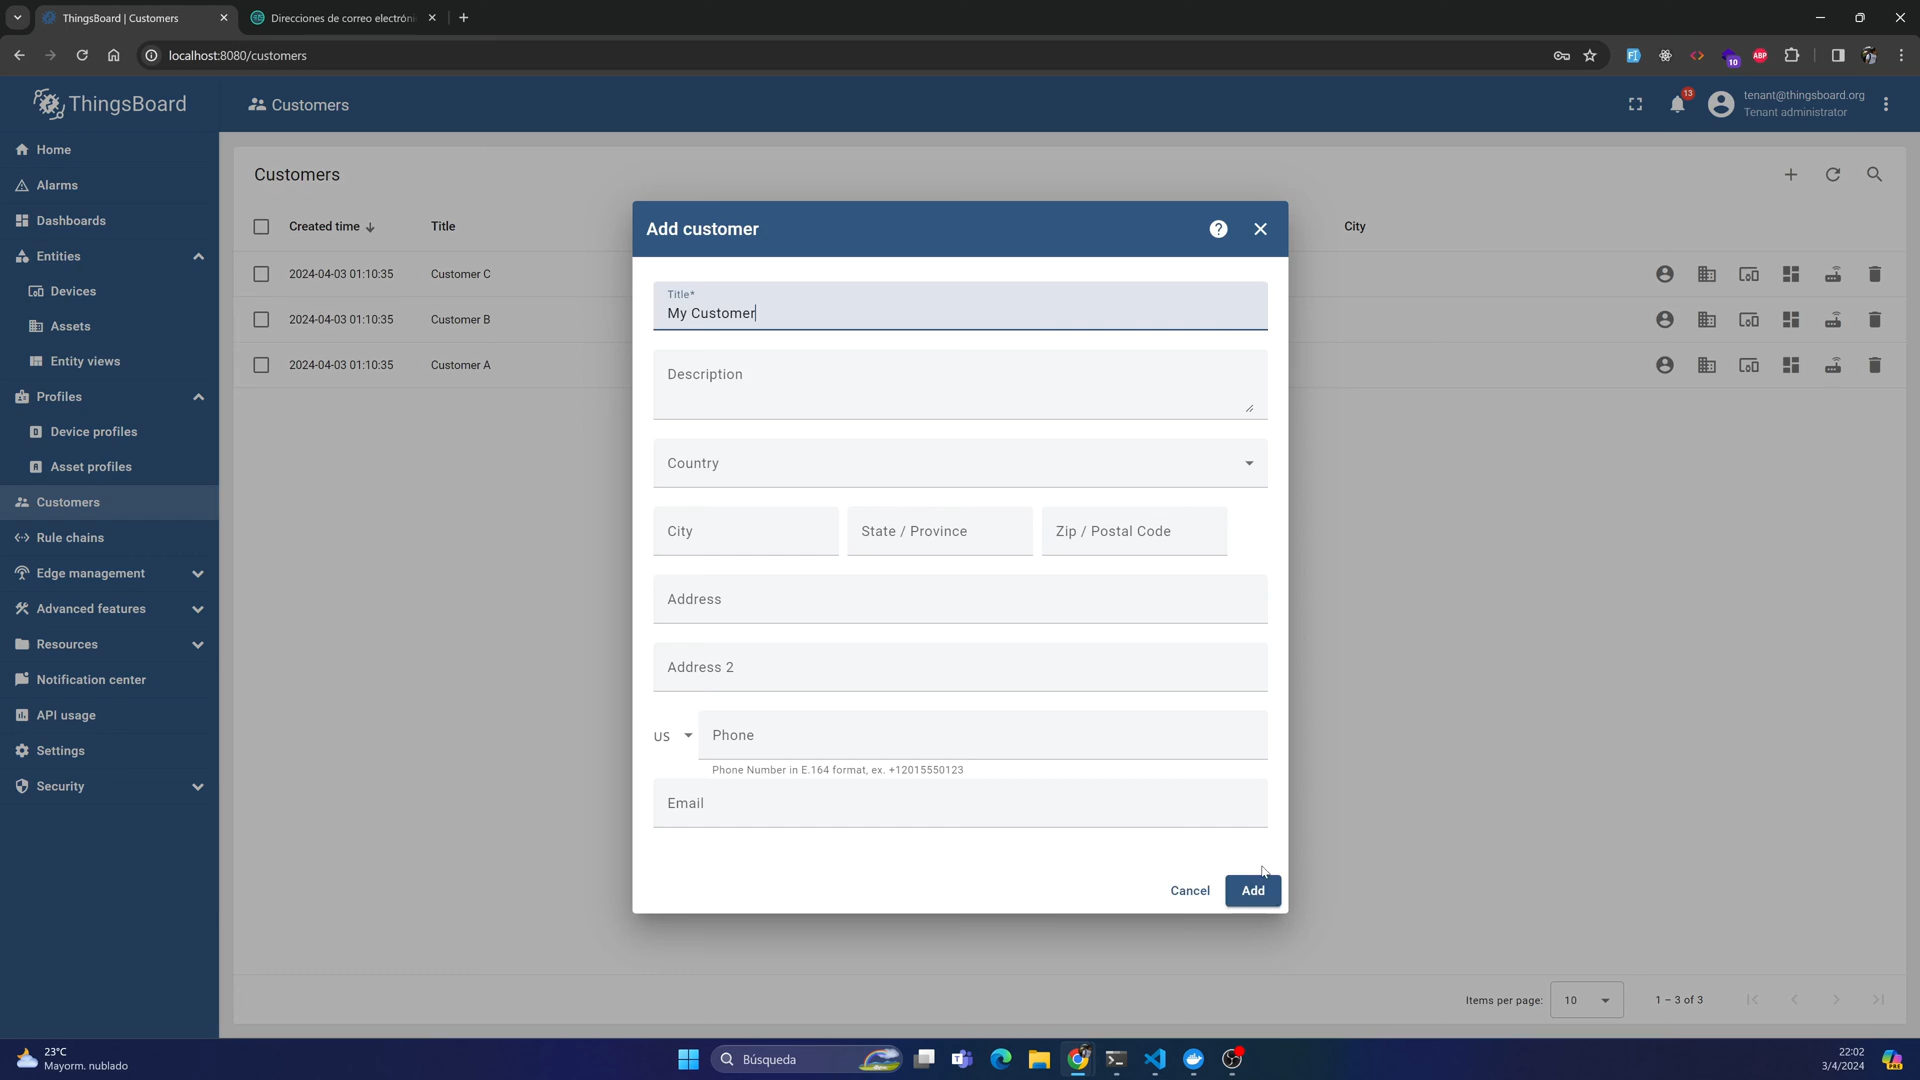 ThingsBoard | Customers
Direcciones de correo electróni
localhost:8080/customers
10
ABP
ThingsBoard
Customers
13
tenant@thingsboard.org
Tenant administrator
Home
Alarms
Dashboards
Entities
Devices
Assets
Entity views
Profiles
Device profiles
Asset profiles
Customers
Rule chains
Edge management
Advanced features
Resources
Notification center
API usage
Settings
Security
Customers
Created time
Title
City
2024-04-03 01:10:35 Customer C
2024-04-03 01:10:35 Customer B
2024-04-03 01:10:35 Customer A
Add customer
Title*
My Customer
Description
Country
City
State / Province
Zip / Postal Code
Address
Address 2
US
Phone
Phone Number in E.164 format, ex. +12015550123
Email
Cancel
Add
Items per page:
10
1 – 3 of 3
23°C
Mayorm. nublado
Búsqueda
22:02
3/4/2024
PRE